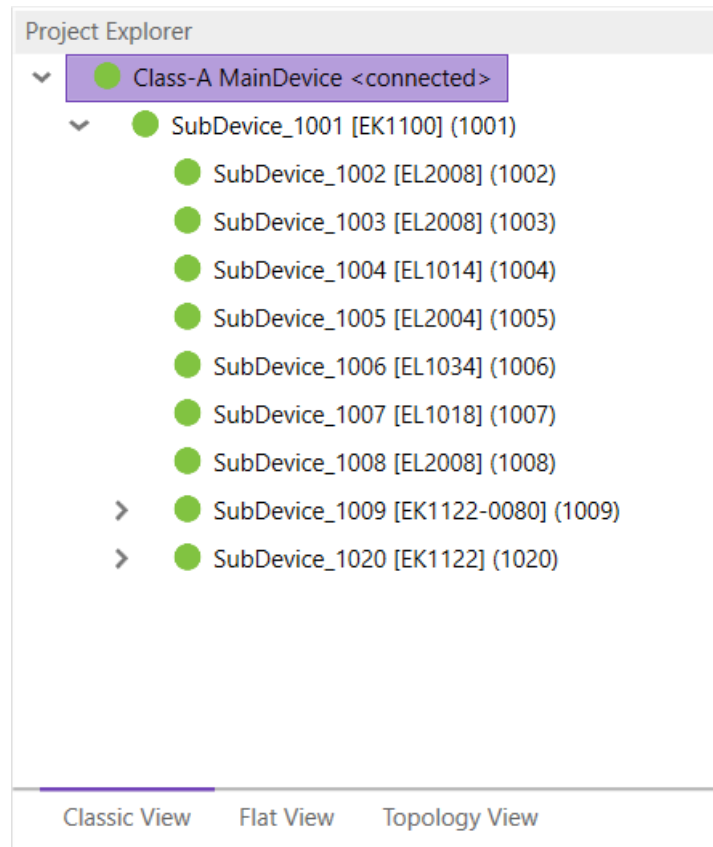 Project Explorer
Class-A MainDevice <connected>
SubDevice_1001 [EK1100] (1001)
SubDevice_1002 [EL2008] (1002)
SubDevice_1003 [EL2008] (1003)
SubDevice_1004 [EL1014] (1004)
SubDevice_1005 [EL2004] (1005)
SubDevice_1006 [EL1034] (1006)
SubDevice_1007 [EL1018] (1007)
SubDevice_1008 [EL2008] (1008)
SubDevice_1009 [EK1122-0080] (1009)
SubDevice_1020 [EK1122] (1020)
Classic View Flat View Topology View